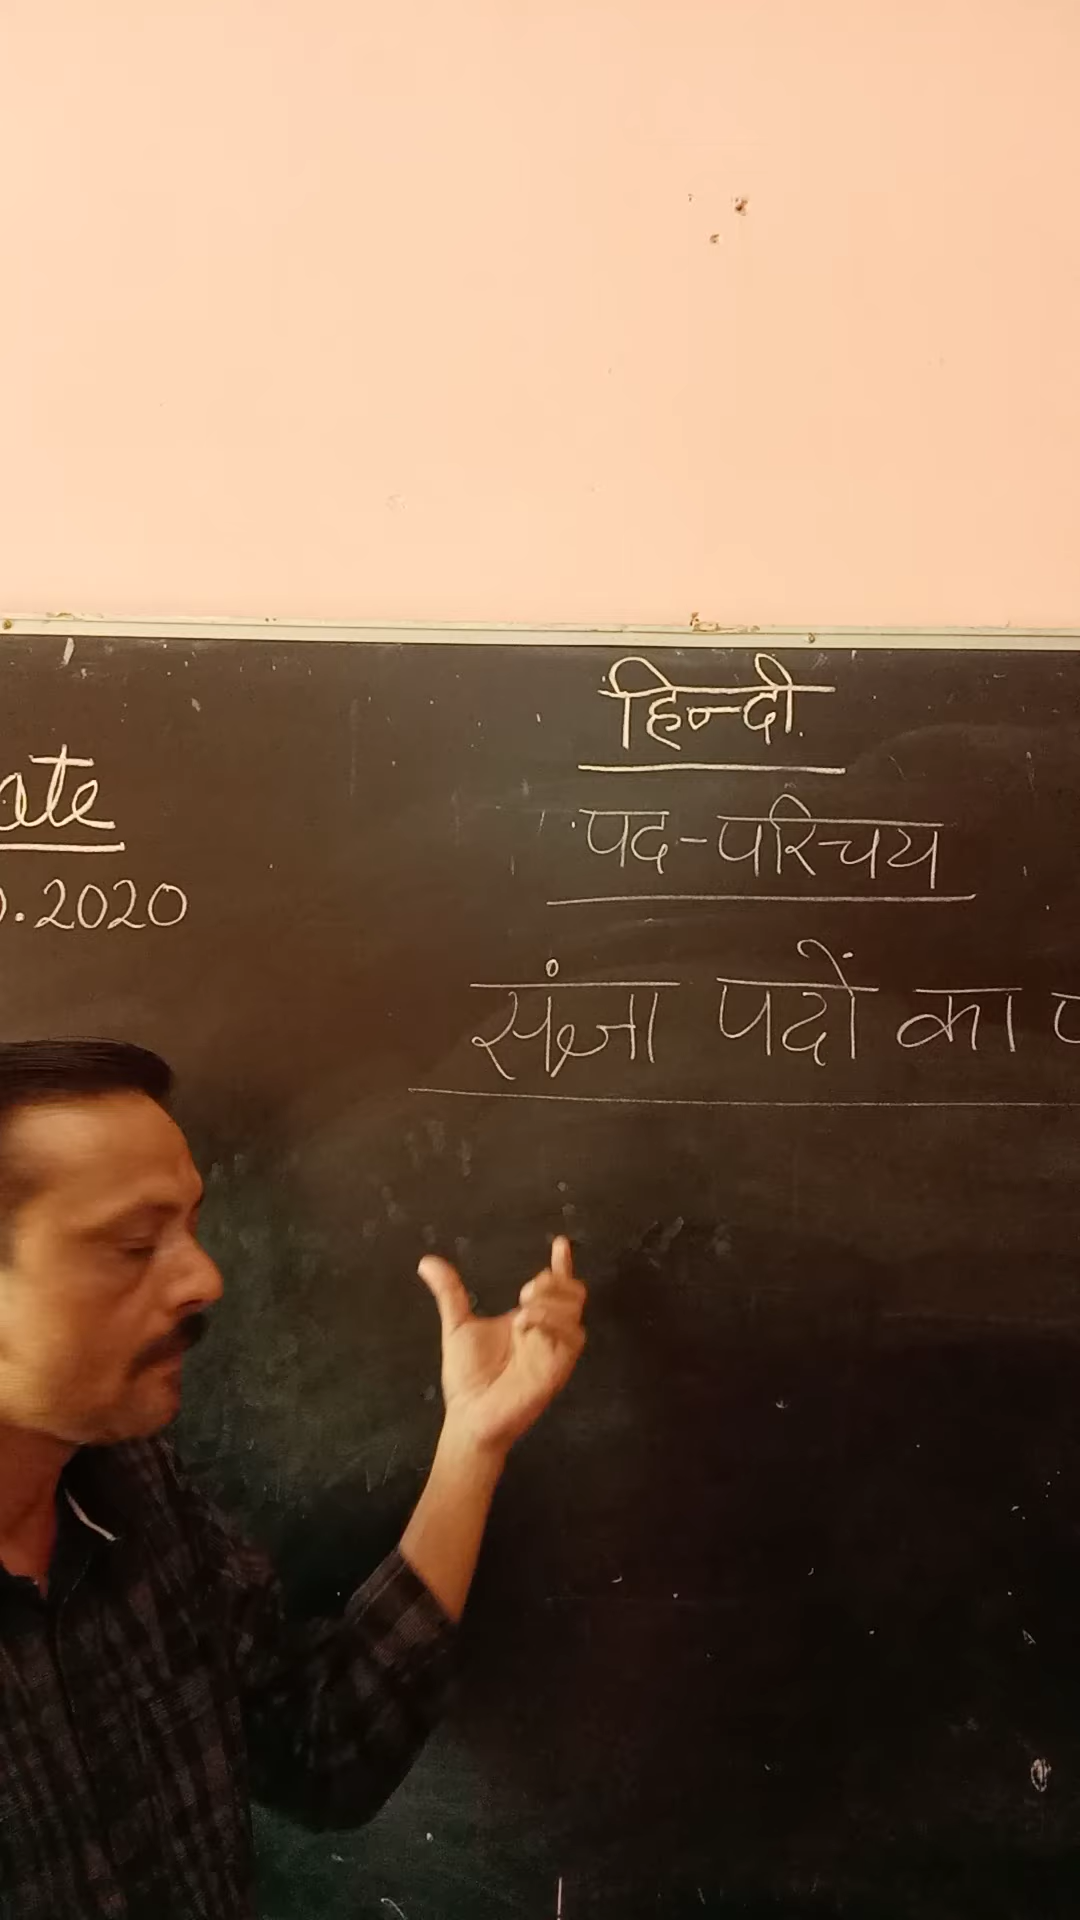 हिन्दी
ate
पद-परिचय
.2020
संज्ञा पदों का